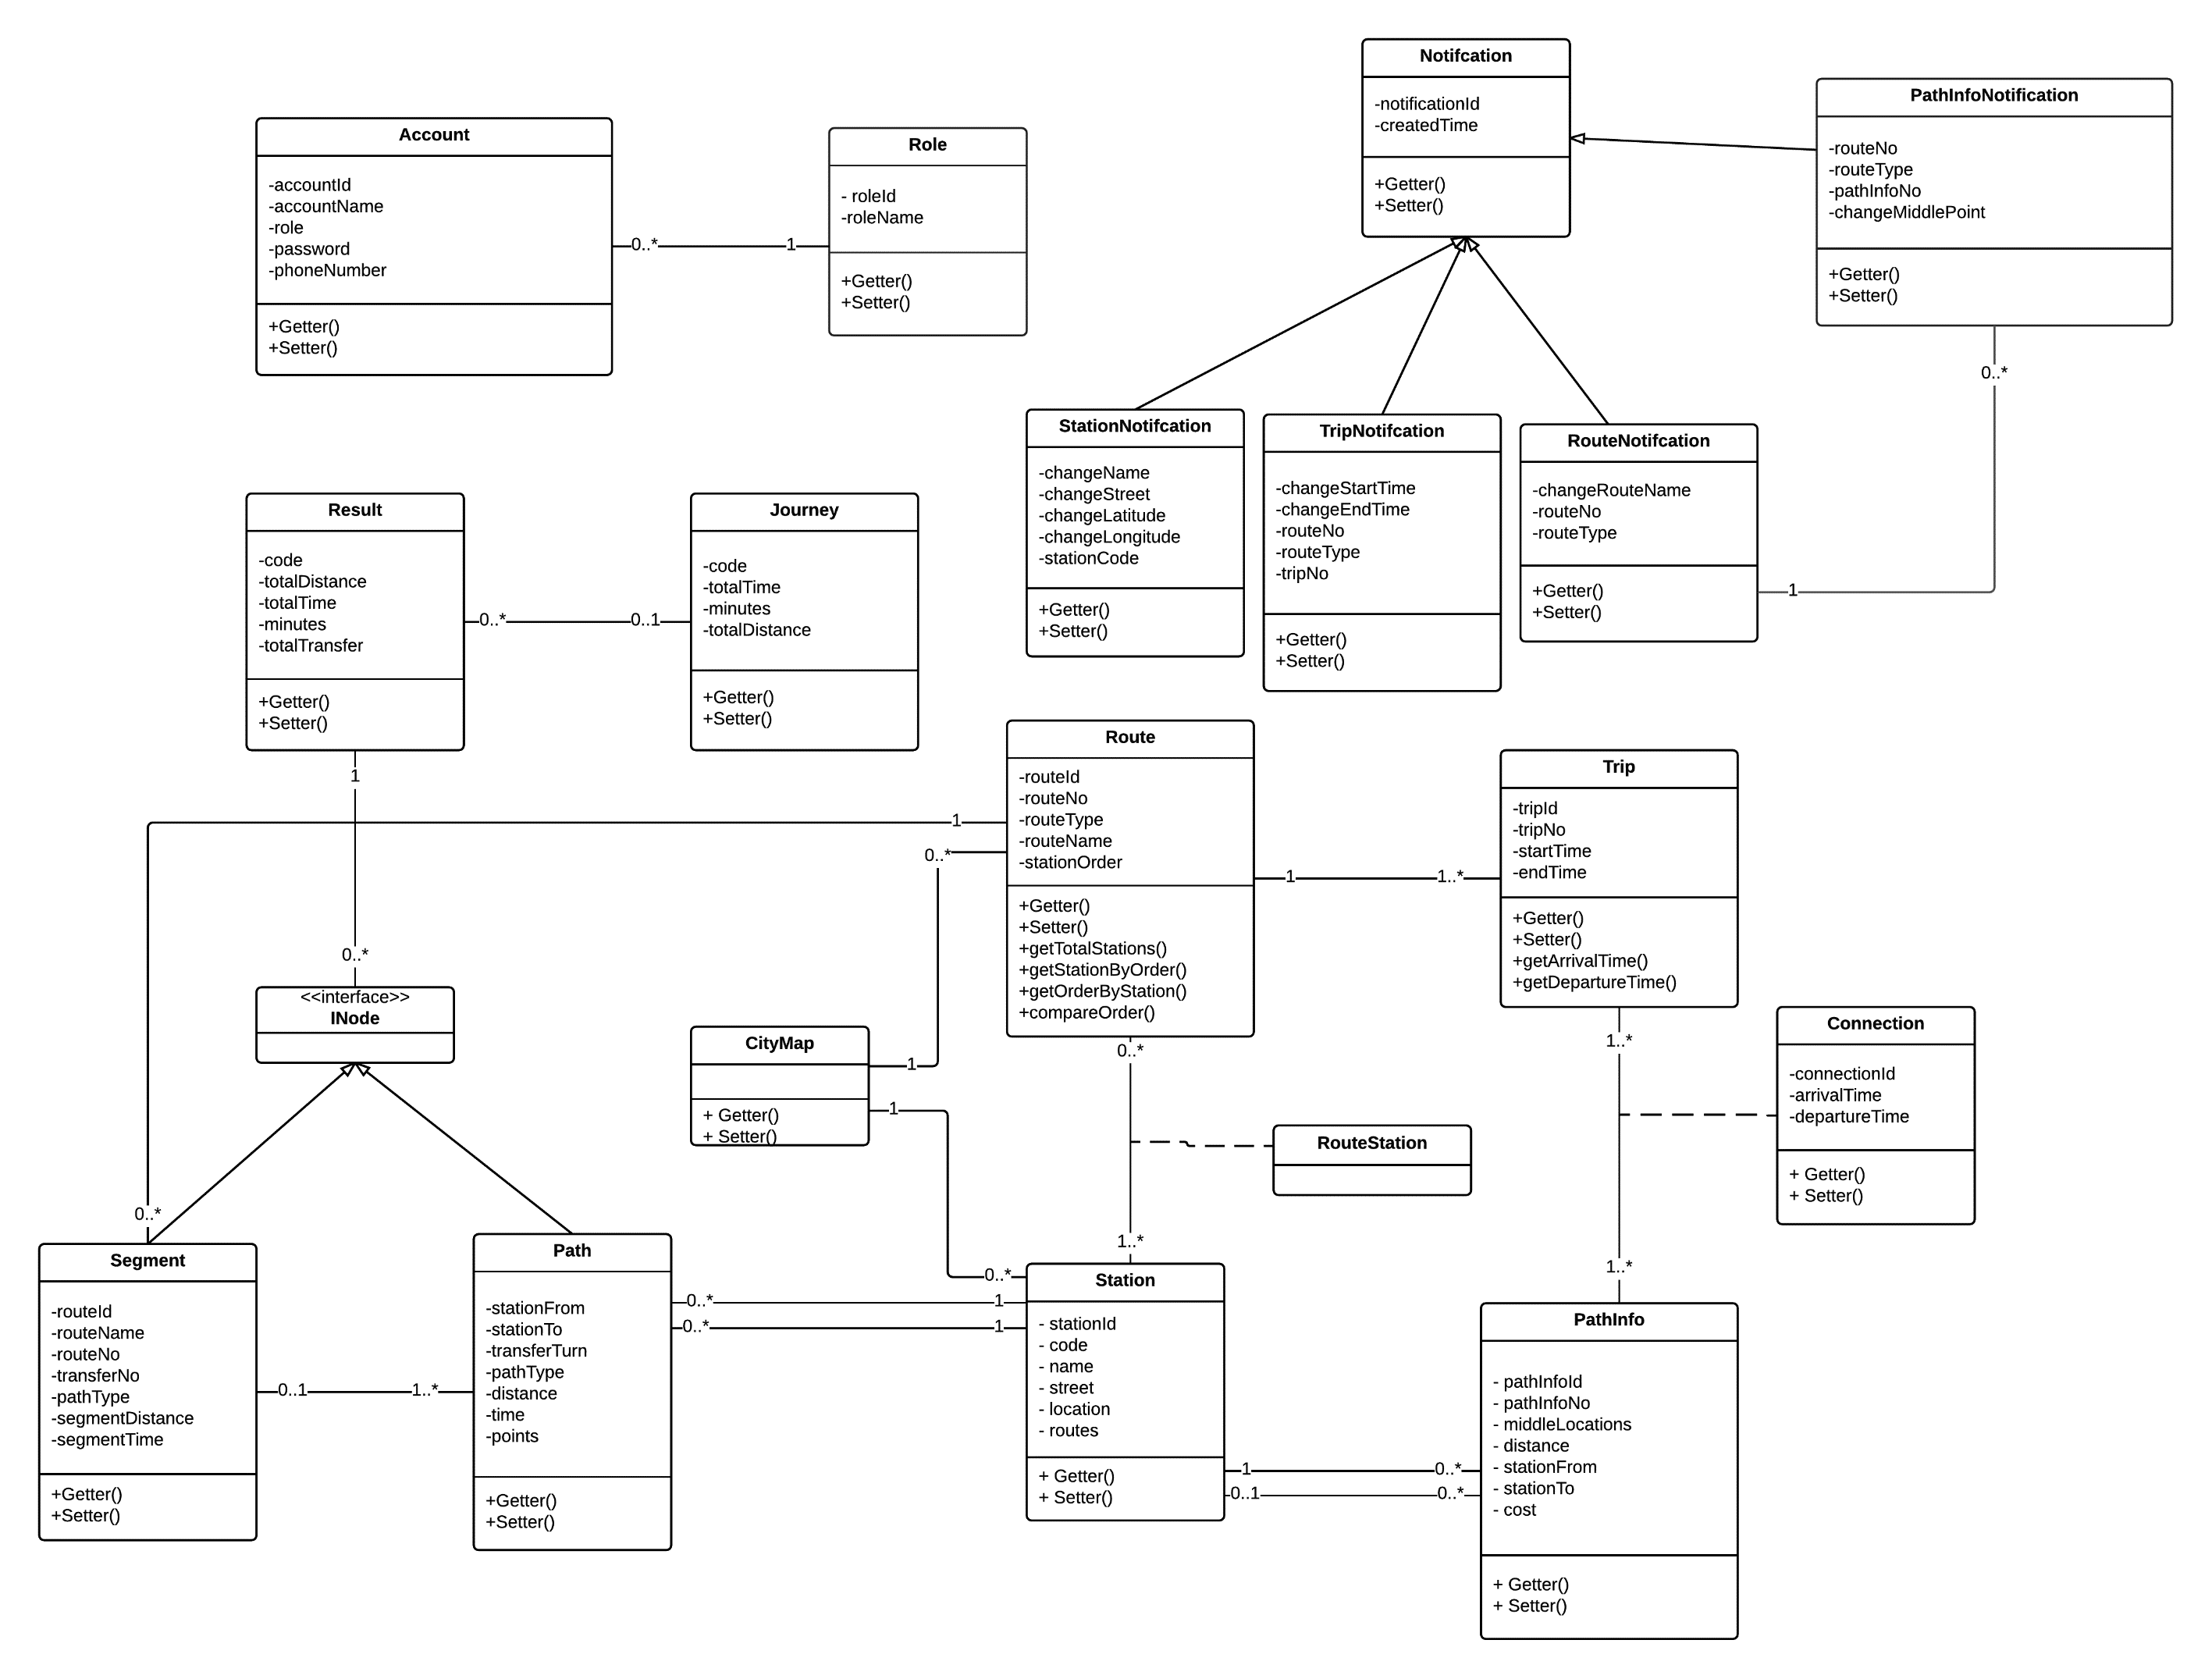 Notifcation
-notificationId
-createdTime
+Getter()
+Setter()
PathInfoNotification
-routeNo
-routeType
-pathInfoNo
-changeMiddlePoint
+Getter()
+Setter()
Account
-accountId
-accountName
-role
-password
-phoneNumber
+Getter()
+Setter()
0..*
1
Role
- roleId
-roleName
+Getter()
+Setter()
0..*
StationNotifcation
-changeName
-changeStreet
-changeLatitude
-changeLongitude
-stationCode
+Getter()
+Setter()
TripNotifcation
-changeStartTime
-changeEndTime
-routeNo
-routeType
-tripNo
+Getter()
+Setter()
RouteNotifcation
-changeRouteName
-routeNo
-routeType
+Getter()
+Setter()
1
Result
-code
-totalDistance
-totalTime
-minutes
-totalTransfer
+Getter()
+Setter()
0..*
0..1
Journey
-code
-totalTime
-minutes
-totalDistance
+Getter()
+Setter()
1
0..*
1
0..*
Route
-routeId
-routeNo
-routeType
-routeName
-stationOrder
+Getter()
+Setter()
+getTotalStations()
+getStationByOrder()
+getOrderByStation()
+compareOrder()
1
1..*
Trip
-tripId
-tripNo
-startTime
-endTime
+Getter()
+Setter()
+getArrivalTime()
+getDepartureTime()
<<interface>>
INode
CityMap
+ Getter()
+ Setter()
1
1
0..*
1..*
RouteStation
1..*
1..*
Connection
-connectionId
-arrivalTime
-departureTime
+ Getter()
+ Setter()
0..*
Segment
-routeId
-routeName
-routeNo
-transferNo
-pathType
-segmentDistance
-segmentTime
+Getter()
+Setter()
0..1
1..*
Path
-stationFrom
-stationTo
-transferTurn
-pathType
-distance
-time
-points
+Getter()
+Setter()
0..*
0..*
1
0..*
1
Station
- stationId
- code
- name
- street
- location
- routes
+ Getter()
+ Setter()
1
0..*
0..1
0..*
PathInfo
- pathInfoId
- pathInfoNo
- middleLocations
- distance
- stationFrom
- stationTo
- cost
+ Getter()
+ Setter()